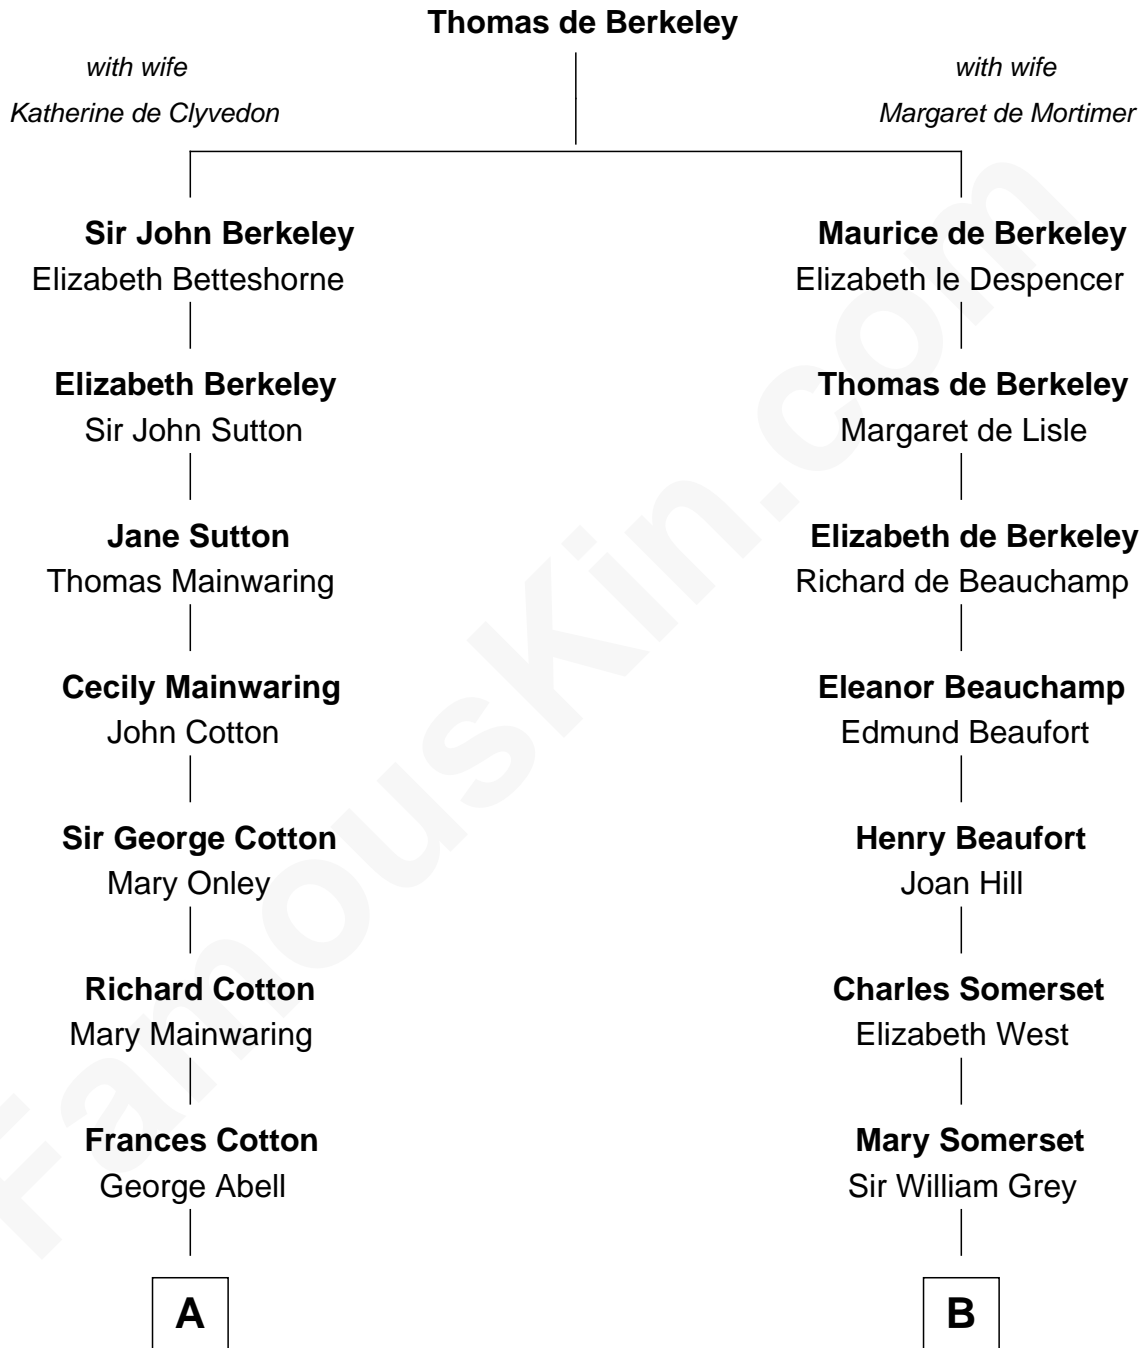 Thomas de Berkeley
with wife
Katherine de Clyvedon
with wife
Margaret de Mortimer
Sir John Berkeley
Elizabeth Betteshorne
Maurice de Berkeley
Elizabeth le Despencer
Elizabeth Berkeley
Sir John Sutton
Thomas de Berkeley
Margaret de Lisle
Jane Sutton
Thomas Mainwaring
Elizabeth de Berkeley
Richard de Beauchamp
Cecily Mainwaring
John Cotton
Eleanor Beauchamp
Edmund Beaufort
Sir George Cotton
Mary Onley
Henry Beaufort
Joan Hill
Richard Cotton
Mary Mainwaring
Charles Somerset
Elizabeth West
Frances Cotton
George Abell
Mary Somerset
Sir William Grey
A
B
FamousKin.com